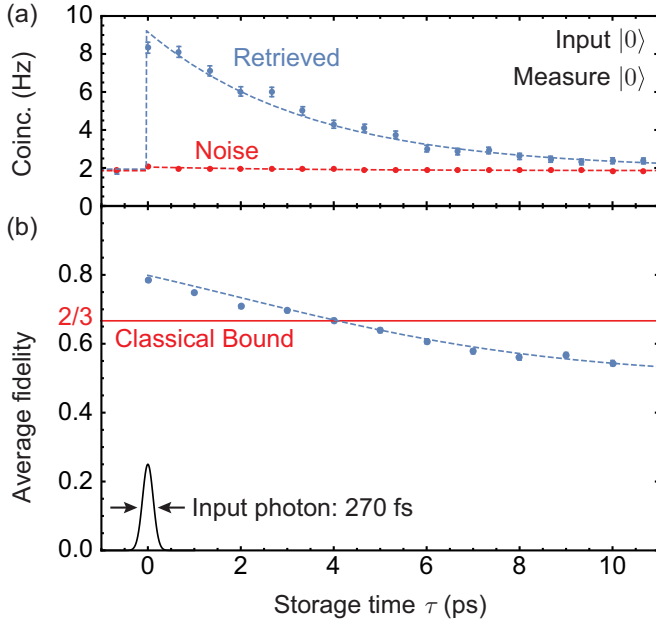 (a)
10
8
6
4
2
0
Coinc. (Hz)
Retrieved
Input |0⟩
Measure |0⟩
Noise
(b)
0.8
2/3
0.6
0.4
0.2
0.0
Average fidelity
Classical Bound
Input photon: 270 fs
0 2 4 6 8 10
Storage time τ (ps)